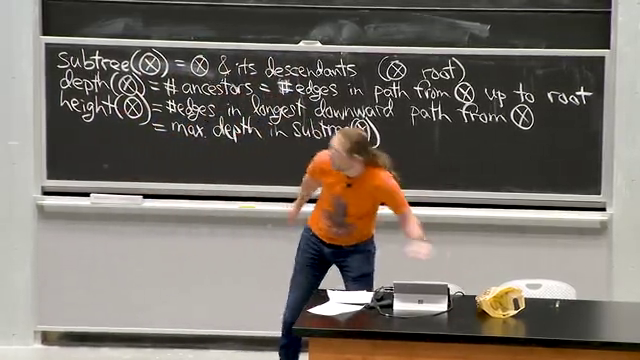 subtree(Ⓧ) = Ⓧ & its descendants (Ⓧ root)
depth(Ⓧ) = # ancestors = # edges in path from Ⓧ up to root
height(Ⓧ) = # edges in longest downward path from Ⓧ
= max. depth in subtree(Ⓧ)